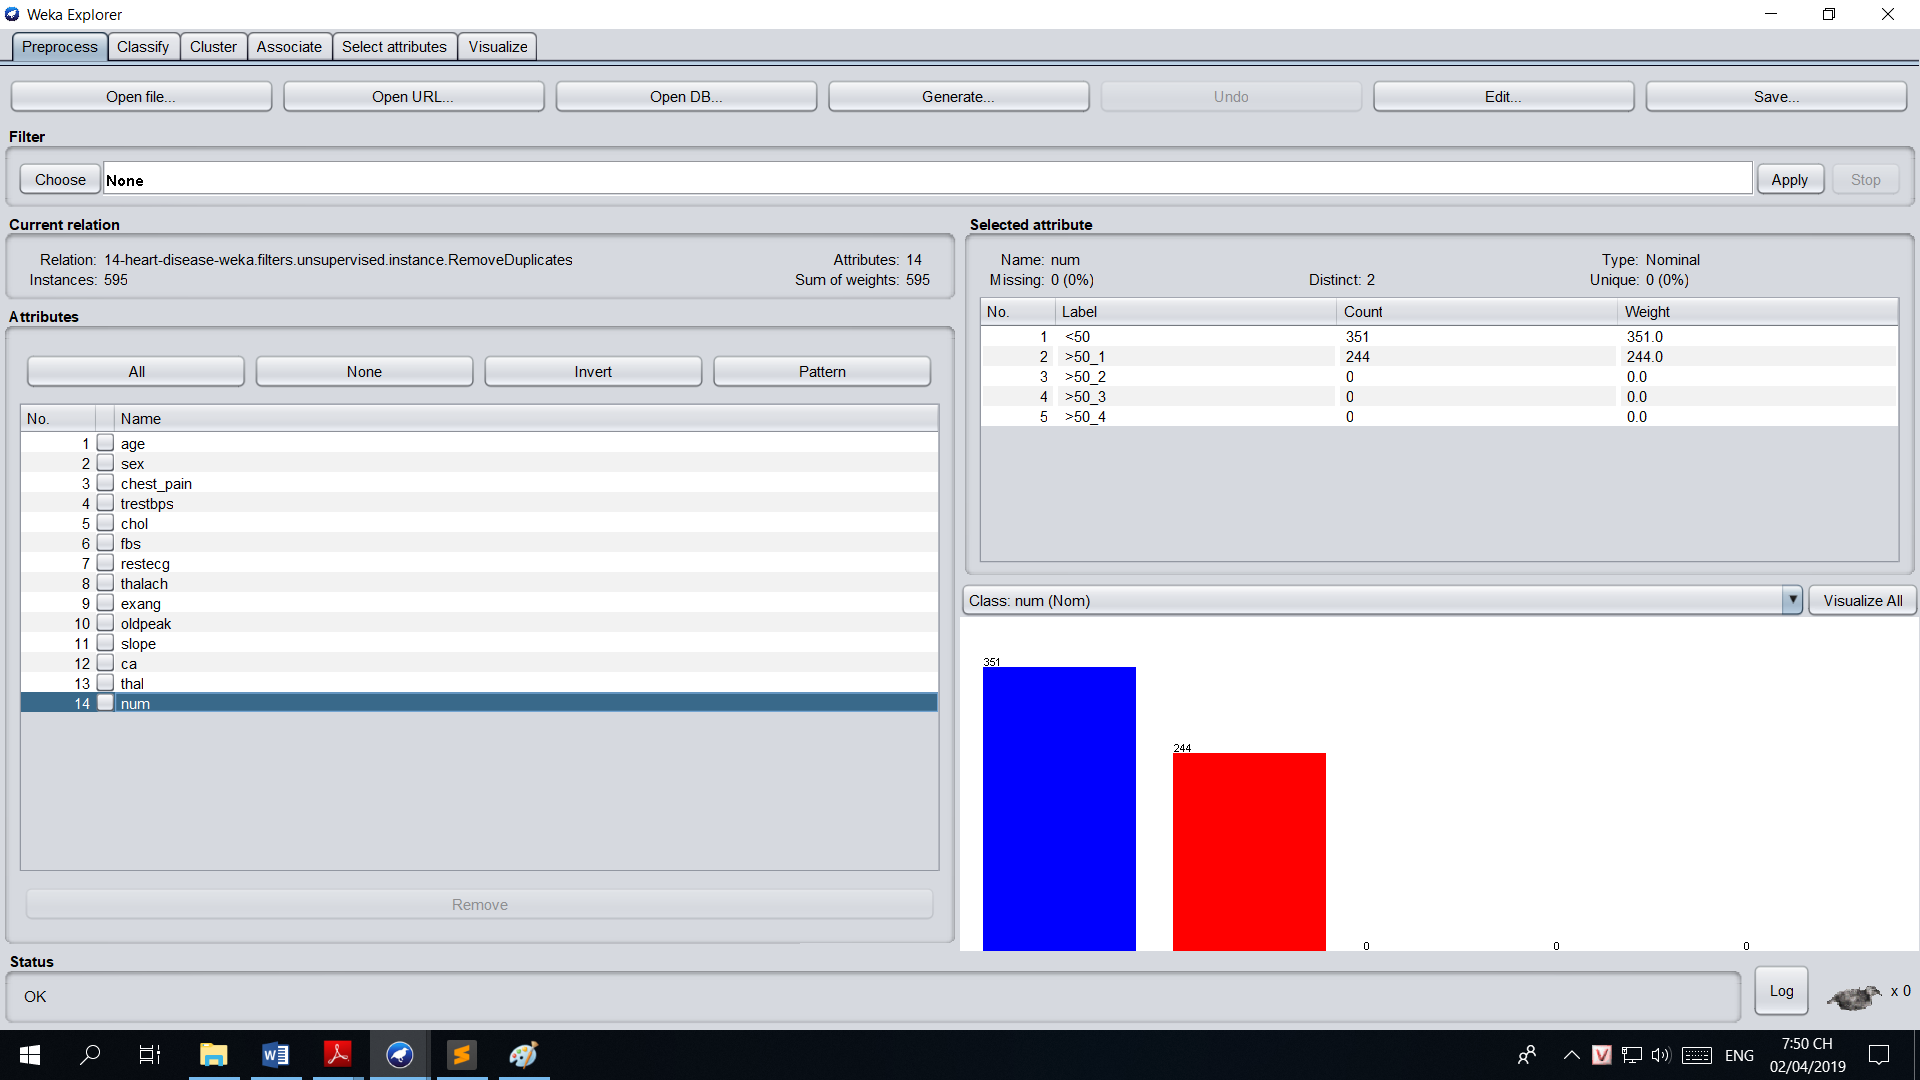 Weka Explorer
Preprocess Classify Cluster Associate Select attributes Visualize
Open file... Open URL... Open DB... Generate... Undo Edit... Save...
Filter
Choose None Apply Stop
Current relation
Relation: 14-heart-disease-weka.filters.unsupervised.instance.RemoveDuplicates Attributes: 14
Instances: 595 Sum of weights: 595
Attributes
All None Invert Pattern
No. Name
1 age
2 sex
3 chest_pain
4 trestbps
5 chol
6 fbs
7 restecg
8 thalach
9 exang
10 oldpeak
11 slope
12 ca
13 thal
14 num
Remove
Selected attribute
Name: num Type: Nominal
Missing: 0 (0%) Distinct: 2 Unique: 0 (0%)
No. Label Count Weight
1 <50 351 351.0
2 >50_1 244 244.0
3 >50_2 0 0.0
4 >50_3 0 0.0
5 >50_4 0 0.0
Class: num (Nom) Visualize All
351
244
0 0 0
Status
OK
Log x 0
ENG
7:50 CH
02/04/2019